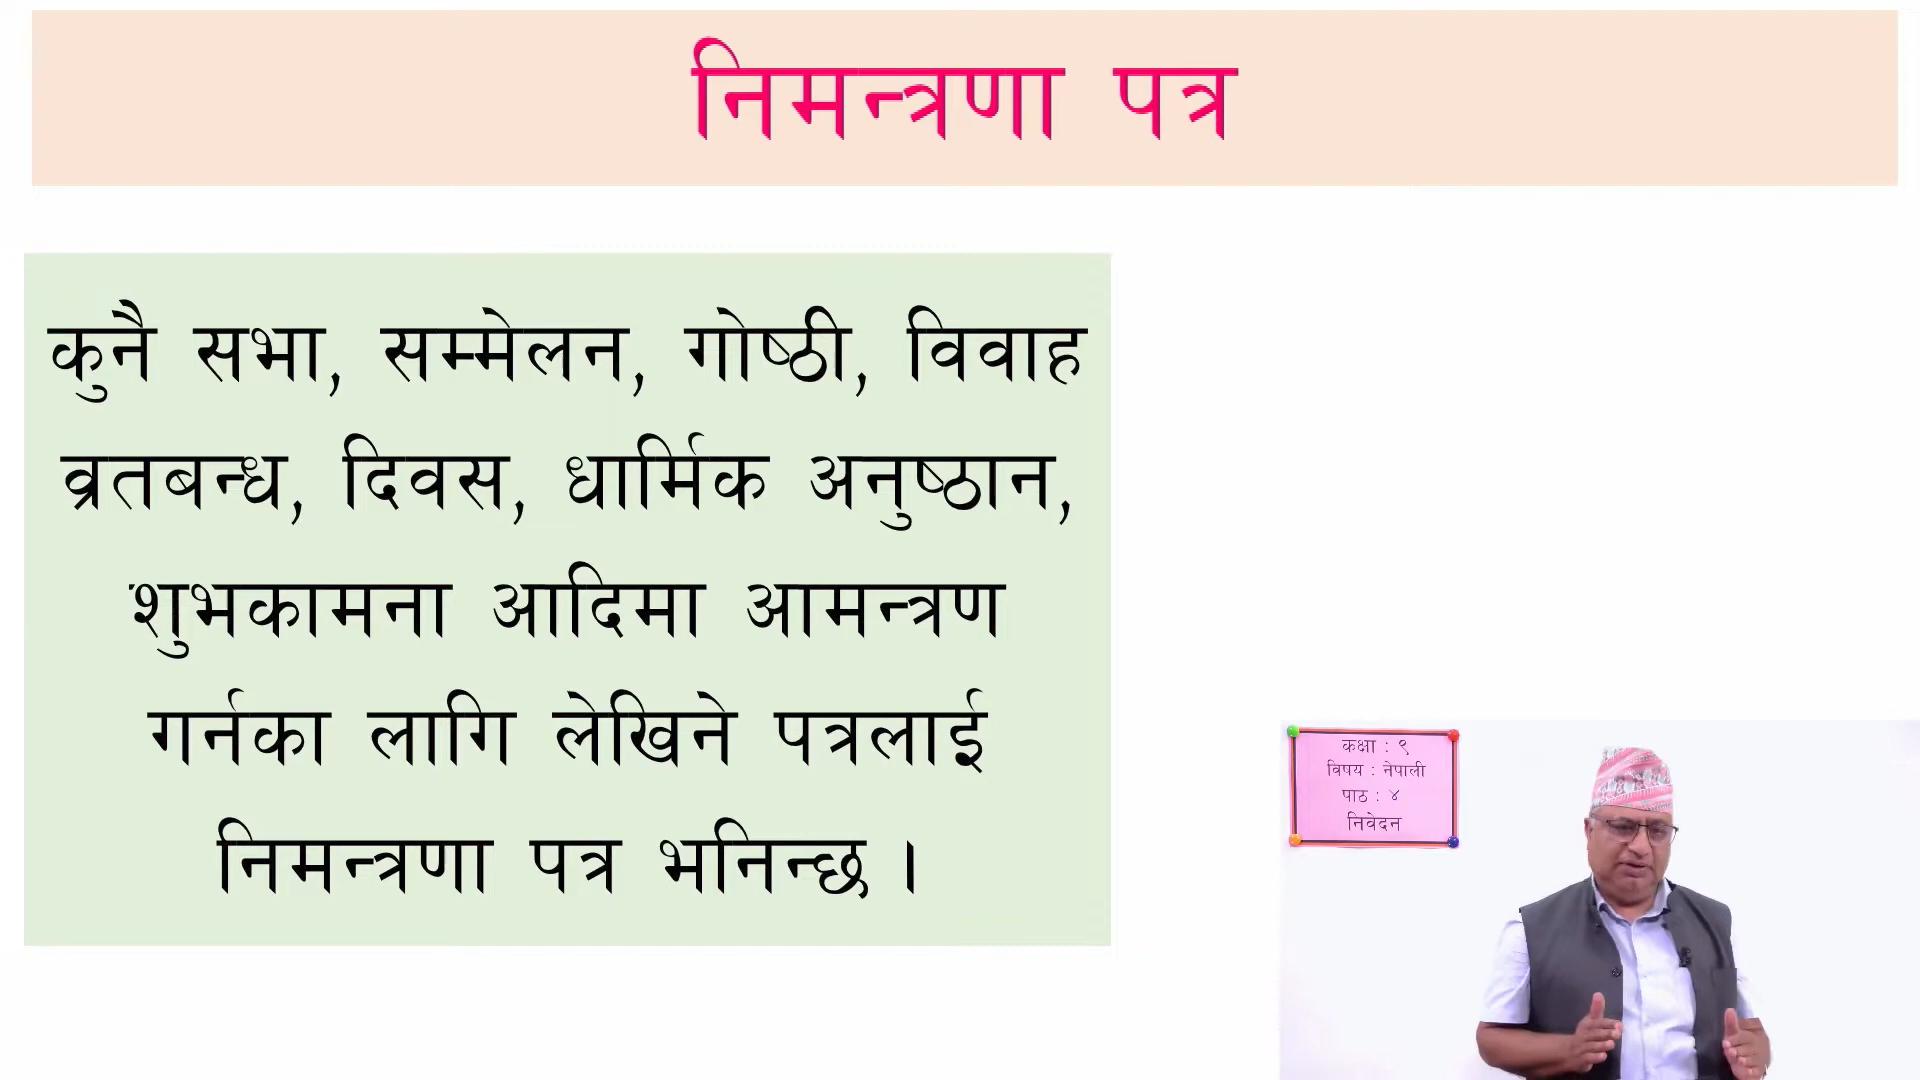 निमन्त्रणा पत्र
कुनै सभा, सम्मेलन, गोष्ठी, विवाह
व्रतबन्ध, दिवस, धार्मिक अनुष्ठान,
शुभकामना आदिमा आमन्त्रण
गर्नका लागि लेखिने पत्रलाई
निमन्त्रणा पत्र भनिन्छ ।
कक्षा : ९
विषय : नेपाली
पाठ : ४
निवेदन